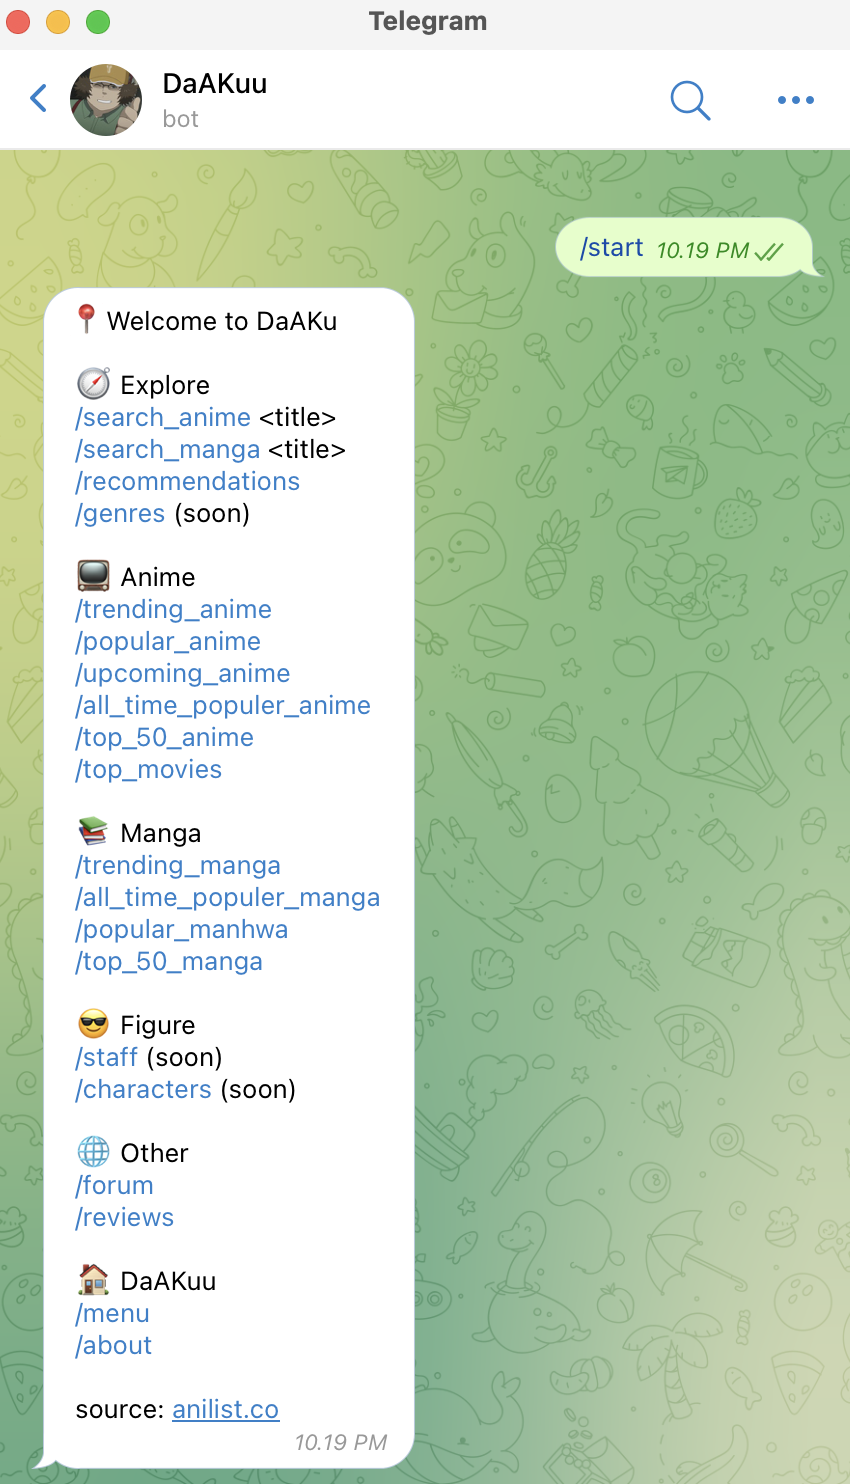 Telegram
DaAKuu
bot
/start 10.19 PM
📍 Welcome to DaAKu
🧭 Explore
/search_anime <title>
/search_manga <title>
/recommendations
/genres (soon)
📺 Anime
/trending_anime
/popular_anime
/upcoming_anime
/all_time_populer_anime
/top_50_anime
/top_movies
📚 Manga
/trending_manga
/all_time_populer_manga
/popular_manhwa
/top_50_manga
😎 Figure
/staff (soon)
/characters (soon)
🌐 Other
/forum
/reviews
🏠 DaAKuu
/menu
/about
source: anilist.co
10.19 PM